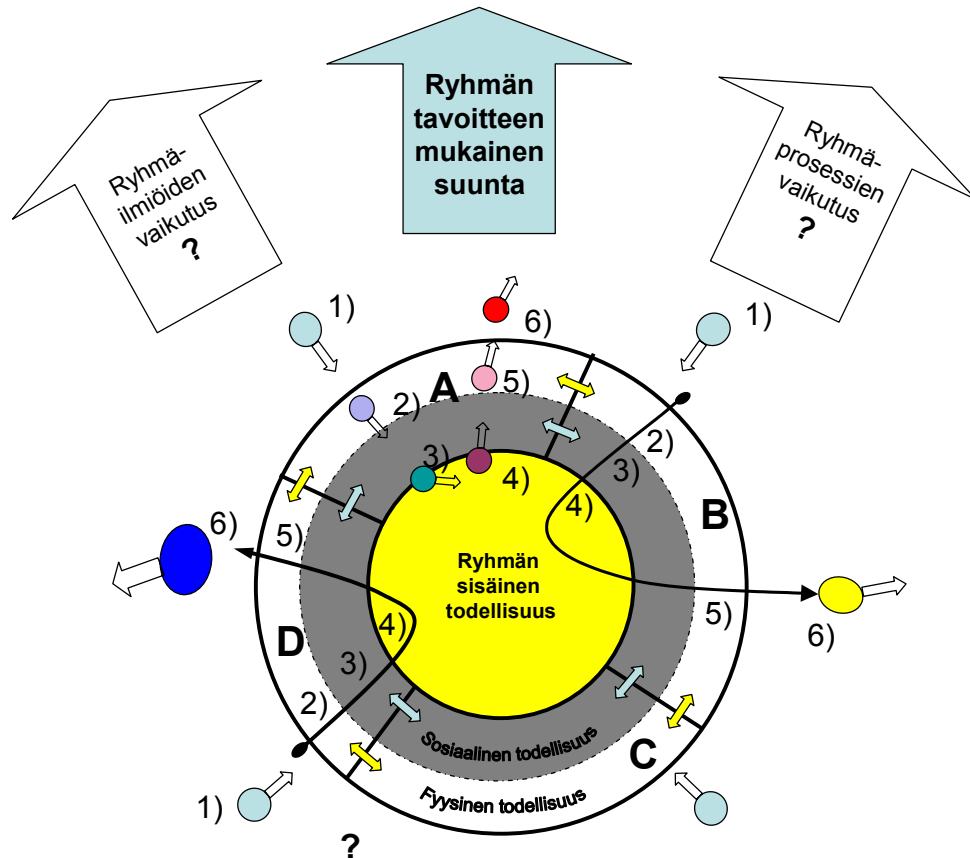 Ryhmän
tavoitteen
mukainen
suunta
Ryhmä-
ilmiöiden
vaikutus
?
Ryhmä-
prosessien
vaikutus
?
1)
6)
1)
A
5)
2)
2)
3)
4)
3)
4)
B
6)
5)
Ryhmän
sisäinen
todellisuus
5)
6)
4)
D
3)
2)
C
Sosiaalinen todellisuus
Fyysinen todellisuus
1)
?